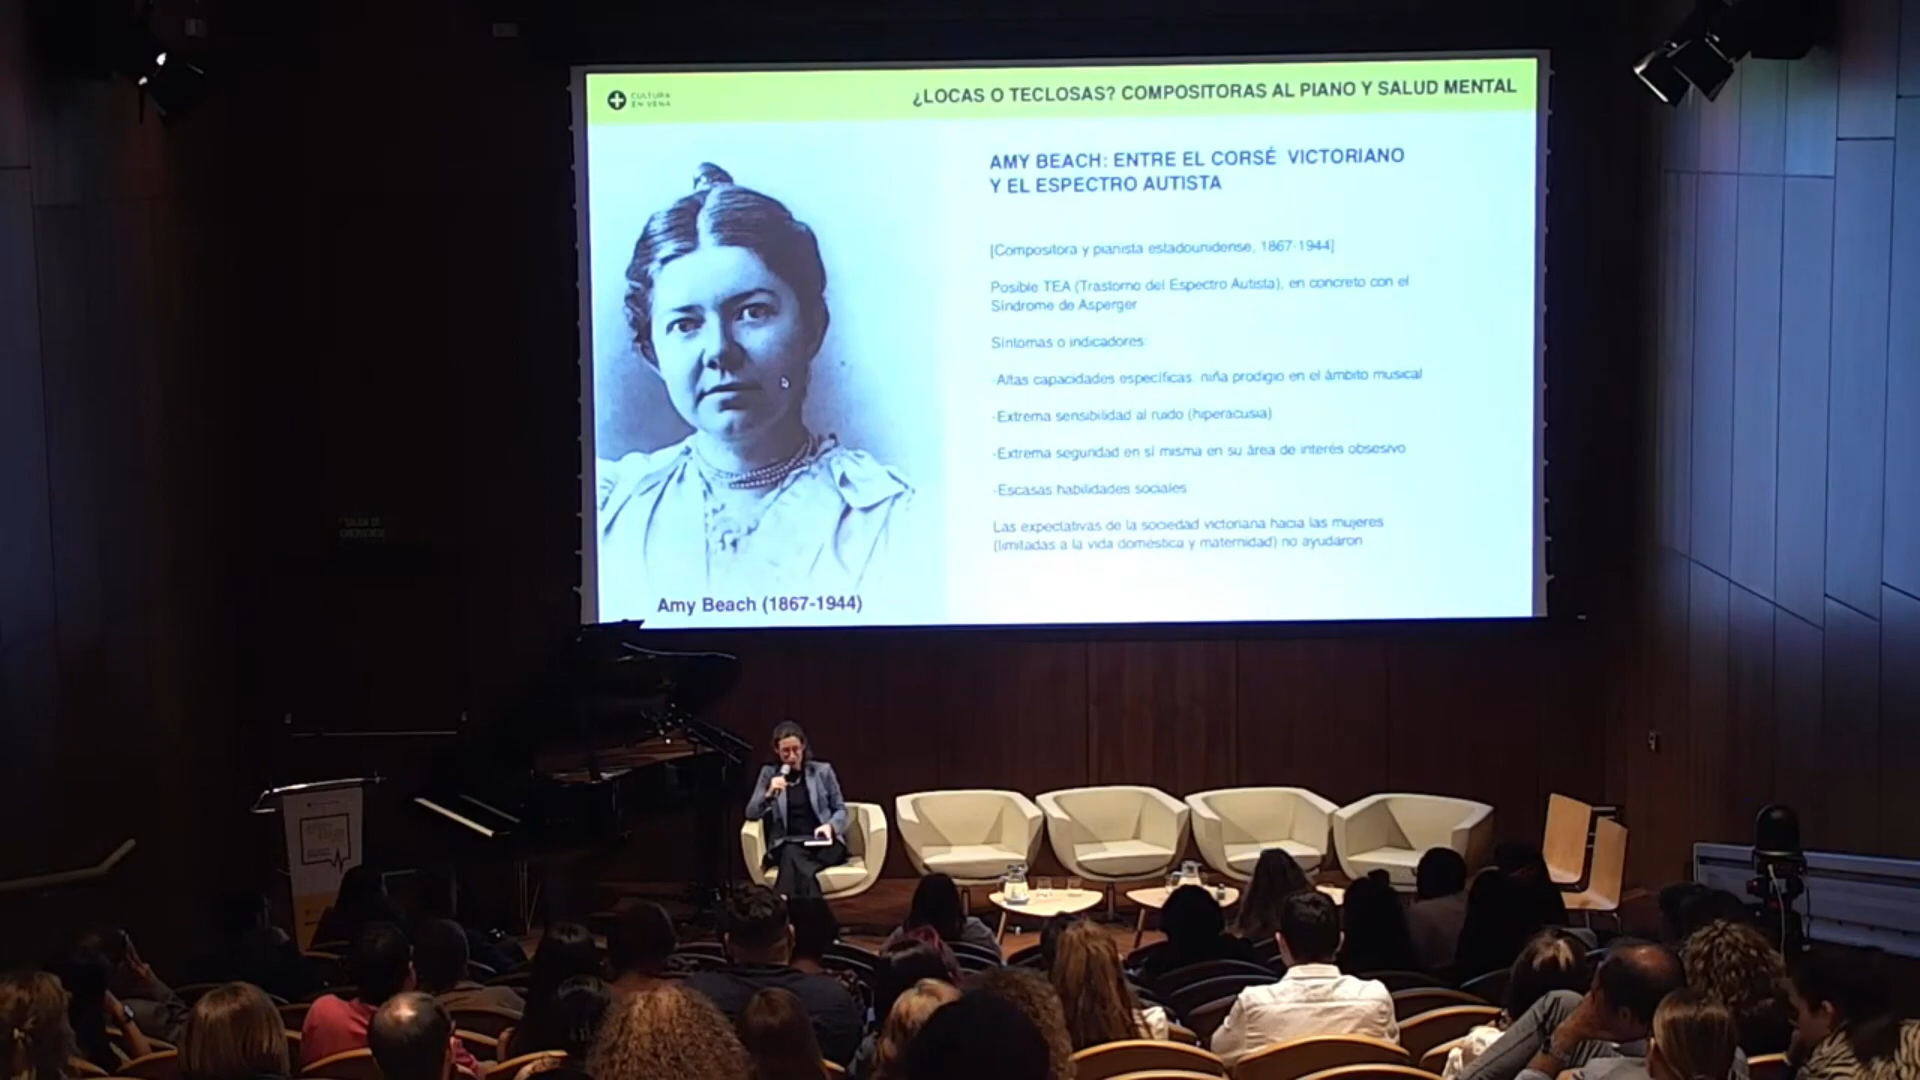 CULTURA
EN VENA
¿LOCAS O TECLOSAS? COMPOSITORAS AL PIANO Y SALUD MENTAL
AMY BEACH: ENTRE EL CORSÉ VICTORIANO
Y EL ESPECTRO AUTISTA
[Compositora y pianista estadounidense, 1867-1944]
Posible TEA (Trastorno del Espectro Autista), en concreto con el
Síndrome de Asperger
Síntomas o indicadores:
-Altas capacidades específicas: niña prodigio en el ámbito musical
-Extrema sensibilidad al ruido (hiperacusia)
-Extrema seguridad en sí misma en su área de interés obsesivo
-Escasas habilidades sociales
Las expectativas de la sociedad victoriana hacia las mujeres
(limitadas a la vida doméstica y maternidad) no ayudaron
Amy Beach (1867-1944)